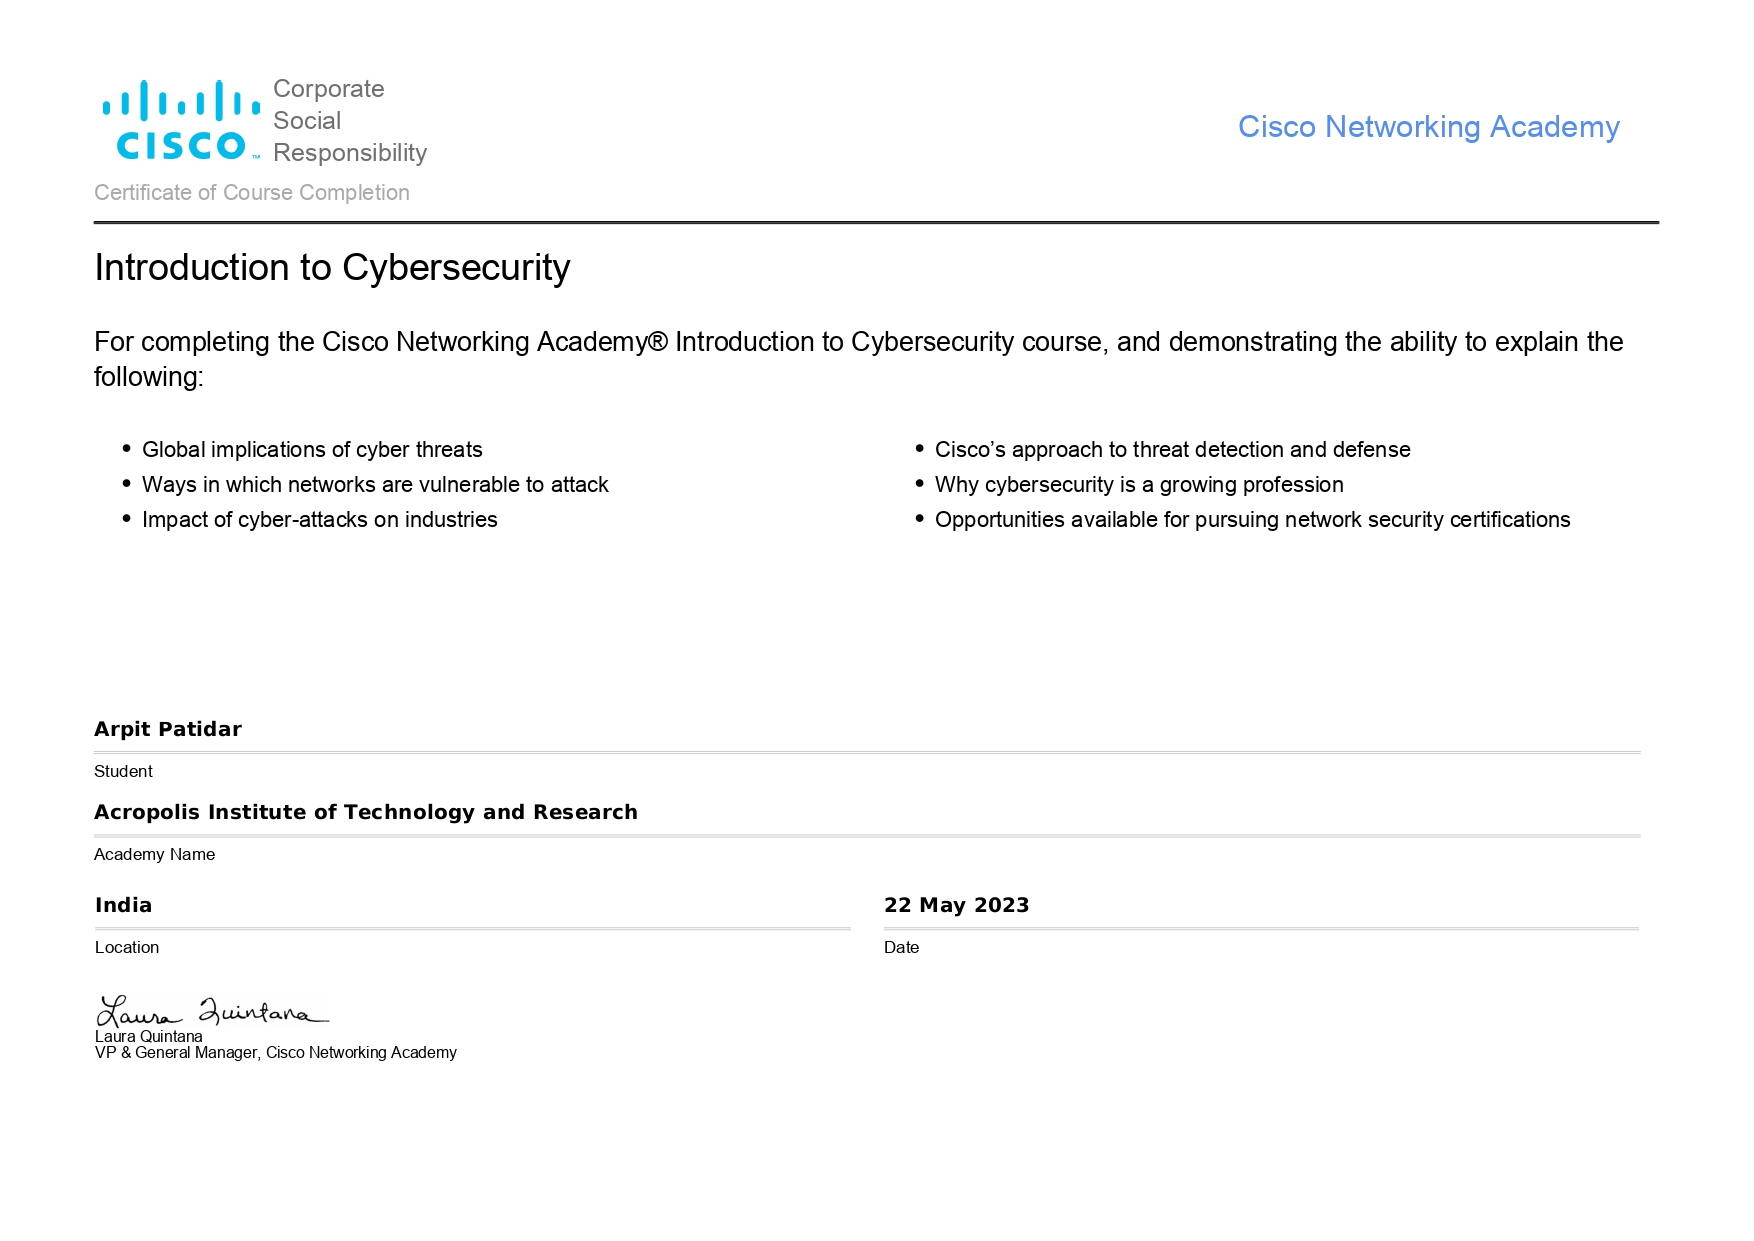 Corporate
Social
Responsibility
CISCO™
Cisco Networking Academy
Certificate of Course Completion
Introduction to Cybersecurity
For completing the Cisco Networking Academy® Introduction to Cybersecurity course, and demonstrating the ability to explain the
following:
• Global implications of cyber threats
• Ways in which networks are vulnerable to attack
• Impact of cyber-attacks on industries
• Cisco’s approach to threat detection and defense
• Why cybersecurity is a growing profession
• Opportunities available for pursuing network security certifications
Arpit Patidar
Student
Acropolis Institute of Technology and Research
Academy Name
India
Location
22 May 2023
Date
Laura Quintana
Laura Quintana
VP & General Manager, Cisco Networking Academy